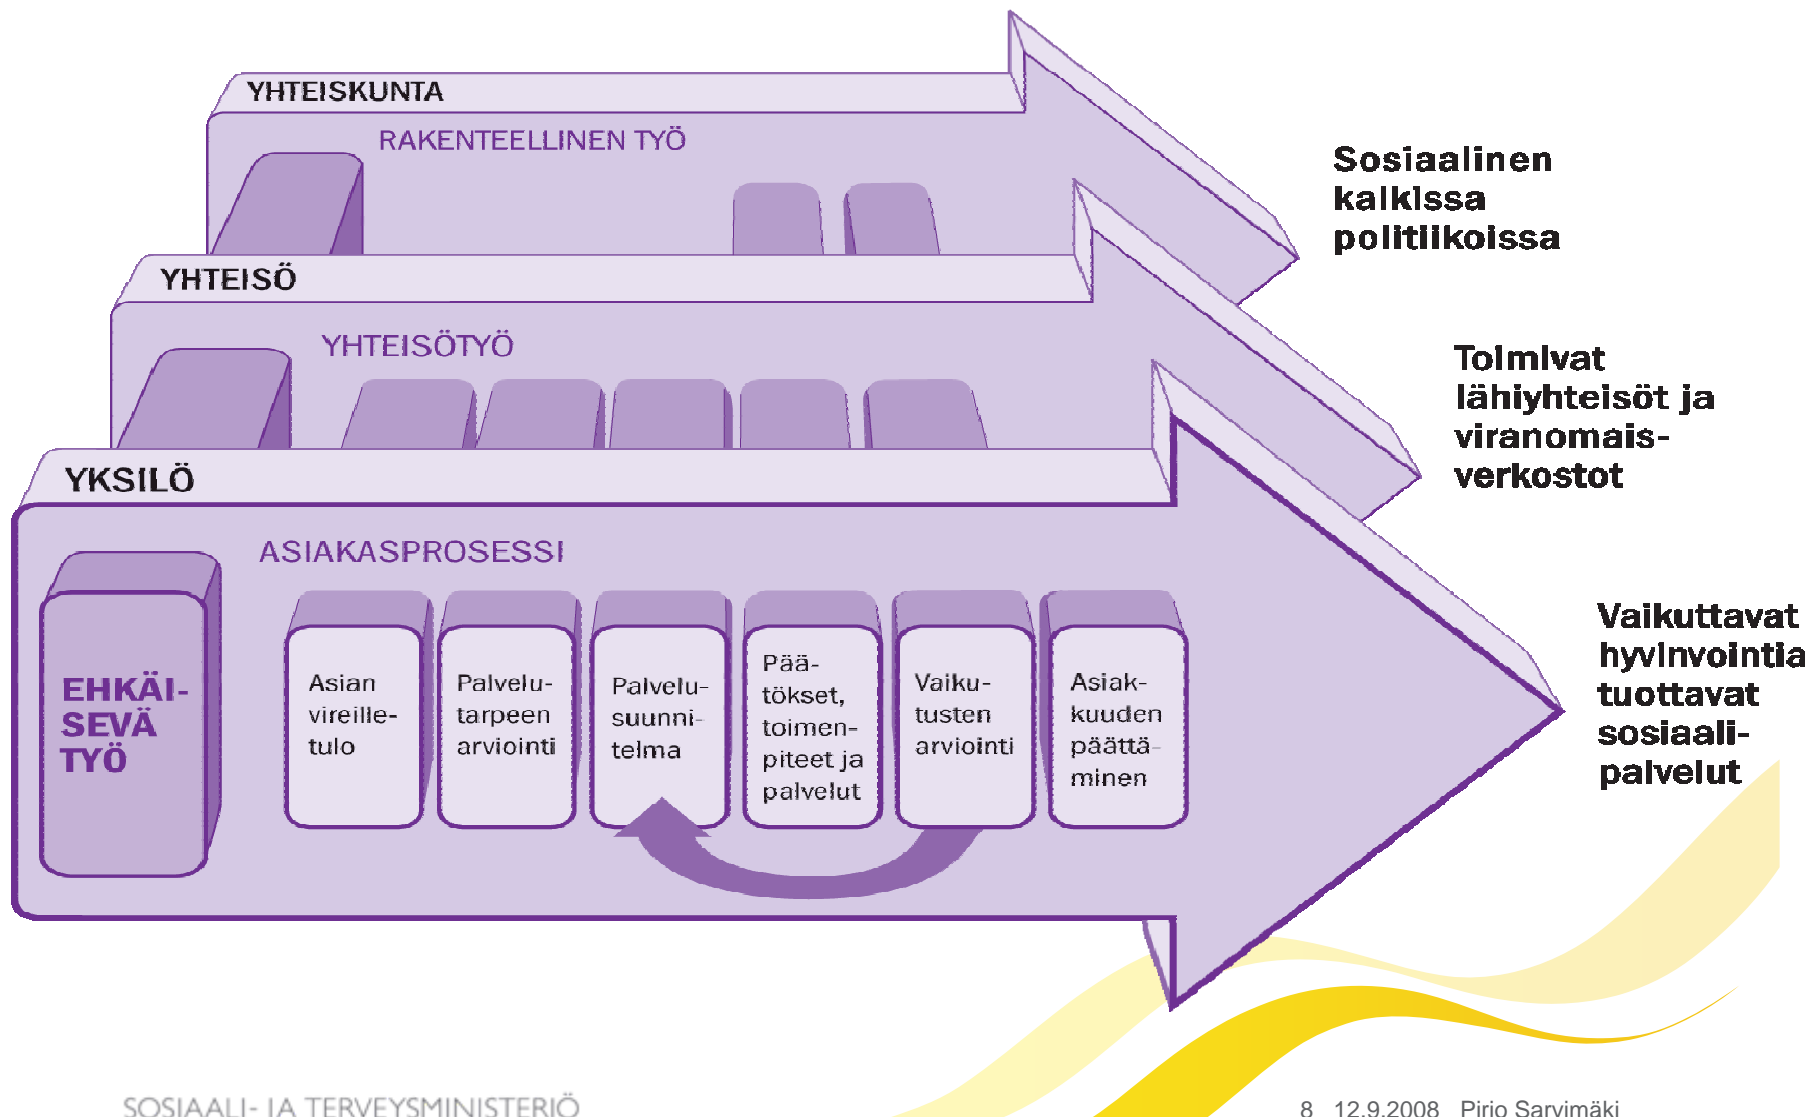 YHTEISKUNTA
RAKENTEELLINEN TYÖ
Sosiaalinen
kaikissa
politiikoissa
YHTEISÖ
YHTEISÖTYÖ
Toimivat
lähiyhteisöt ja
viranomais-
verkostot
YKSILÖ
ASIAKASPROSESSI
EHKÄI-
SEVÄ
TYÖ
Asian
vireille-
tulo
Palvelu-
tarpeen
arviointi
Palvelu-
suunni-
telma
Pää-
tökset,
toimen-
piteet ja
palvelut
Vaiku-
tusten
arviointi
Asiak-
kuuden
päättä-
minen
Vaikuttavat
hyvinvointia
tuottavat
sosiaali-
palvelut
SOSIAALI- JA TERVEYSMINISTERIÖ
8 12.9.2008 Pirjo Sarvimäki